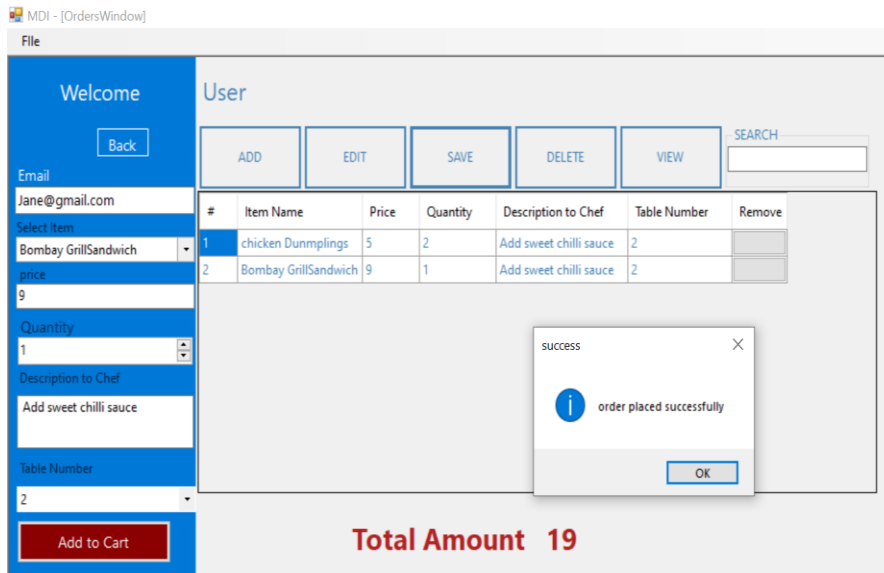 MDI - [OrdersWindow]
FIle
Welcome
Back
Email
Jane@gmail.com
Select Item
Bombay GrillSandwich
price
9
Quantity
1
Description to Chef
Add sweet chilli sauce
Table Number
2
Add to Cart
User
ADD EDIT SAVE DELETE VIEW
SEARCH
# Item Name Price Quantity Description to Chef Table Number Remove
1 chicken Dunmplings 5 2 Add sweet chilli sauce 2
2 Bombay GrillSandwich 9 1 Add sweet chilli sauce 2
success
order placed successfully
OK
Total Amount 19